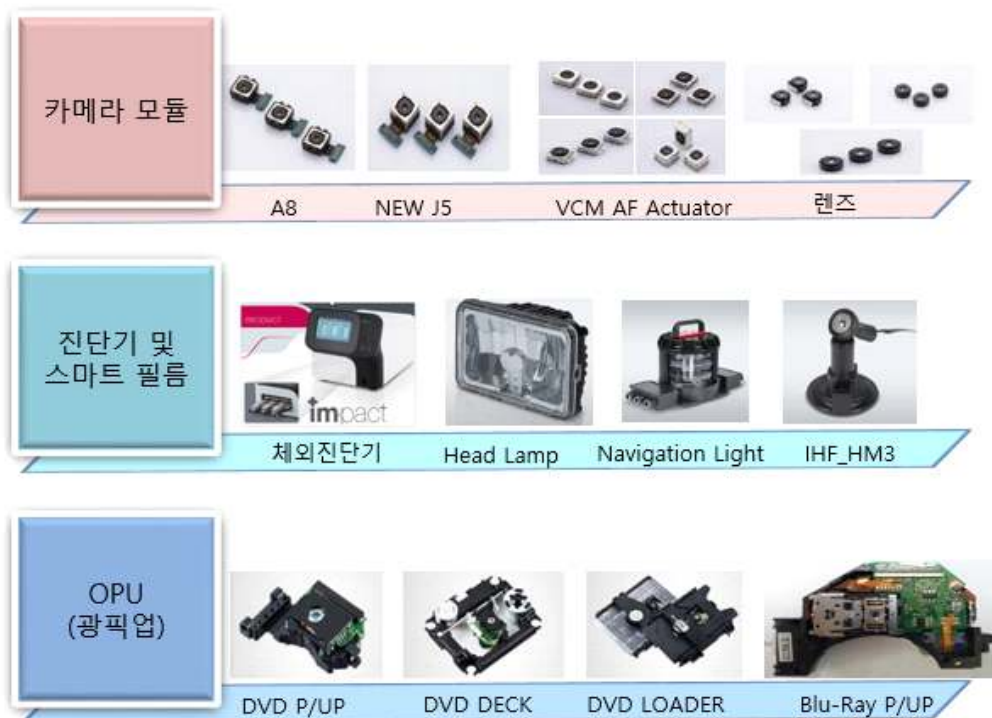 카메라 모듈
A8
NEW J5
VCM AF Actuator
렌즈
진단기 및
스마트 필름
PRODUCT
impact
체외진단기
Head Lamp
Navigation Light
IHF_HM3
OPU
(광픽업)
DVD P/UP
DVD DECK
DVD LOADER
Blu-Ray P/UP